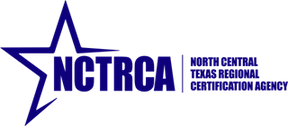 NCTRCA
NORTH CENTRAL
TEXAS REGIONAL
CERTIFICATION AGENCY